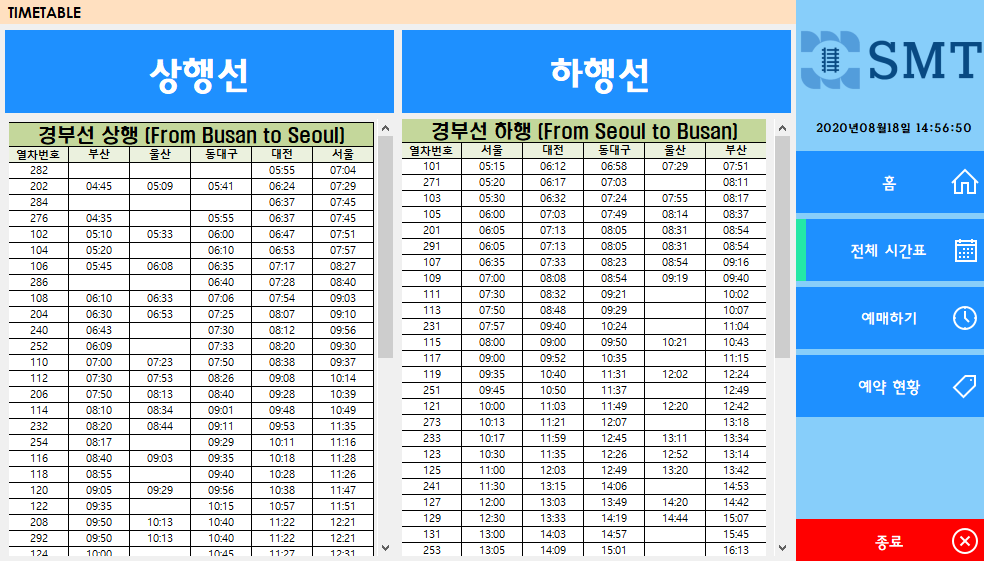 TIMETABLE
상행선
경부선 상행 (From Busan to Seoul)
열차번호 부산 울산 동대구 대전 서울
282 05:55 07:04
202 04:45 05:09 05:41 06:24 07:29
284 06:37 07:45
276 04:35 05:55 06:37 07:45
102 05:10 05:33 06:00 06:47 07:51
104 05:20 06:10 06:53 07:57
106 05:45 06:08 06:35 07:17 08:27
286 06:40 07:28 08:40
108 06:10 06:33 07:06 07:54 09:03
204 06:30 06:53 07:25 08:07 09:10
240 06:43 07:30 08:12 09:56
252 06:09 07:33 08:20 09:30
110 07:00 07:23 07:50 08:38 09:37
112 07:30 07:53 08:26 09:08 10:14
206 07:50 08:13 08:40 09:28 10:39
114 08:10 08:34 09:01 09:48 10:49
232 08:20 08:44 09:11 09:53 11:35
254 08:17 09:29 10:11 11:16
116 08:40 09:03 09:35 10:18 11:28
118 08:55 09:40 10:28 11:26
120 09:05 09:29 09:56 10:38 11:47
122 09:35 10:15 10:57 11:51
208 09:50 10:13 10:40 11:22 12:21
292 09:50 10:13 10:40 11:22 12:21
124 10:00 10:45 11:27 12:31
하행선
경부선 하행 (From Seoul to Busan)
열차번호 서울 대전 동대구 울산 부산
101 05:15 06:12 06:58 07:29 07:51
271 05:20 06:17 07:03 08:11
103 05:30 06:32 07:24 07:55 08:17
105 06:00 07:03 07:49 08:14 08:37
201 06:05 07:13 08:05 08:31 08:54
291 06:05 07:13 08:05 08:31 08:54
107 06:35 07:33 08:23 08:54 09:16
109 07:00 08:08 08:54 09:19 09:40
111 07:30 08:32 09:21 10:02
113 07:50 08:48 09:29 10:07
231 07:57 09:40 10:24 11:04
115 08:00 09:00 09:50 10:21 10:43
117 09:00 09:52 10:35 11:15
119 09:35 10:40 11:31 12:02 12:24
251 09:45 10:50 11:37 12:49
121 10:00 11:03 11:49 12:20 12:42
273 10:13 11:21 12:07 13:18
233 10:17 11:59 12:45 13:11 13:34
123 10:30 11:35 12:26 12:52 13:14
125 11:00 12:03 12:49 13:20 13:42
241 11:30 13:15 14:06 14:53
127 12:00 13:03 13:49 14:20 14:42
129 12:30 13:33 14:19 14:44 15:07
131 13:00 14:03 14:57 15:45
253 13:05 14:09 15:01 16:13
SMT
2020년08월18일 14:56:50
홈
전체 시간표
예매하기
예약 현황
종료